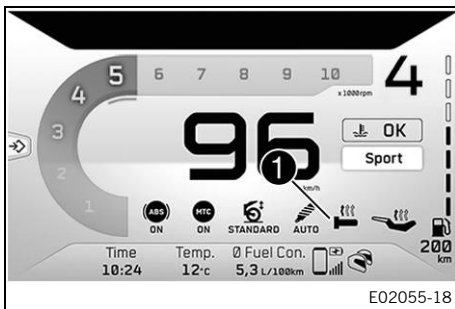 1 2 3 4 5 6 7 8 9 10
x1000rpm
4
96
km/h
OK
Sport
1
ABS MTC
ON ON STANDARD AUTO
200
km
Time Temp. Ø Fuel Con.
10:24 12°C 5,3 L/100km
E02055-18